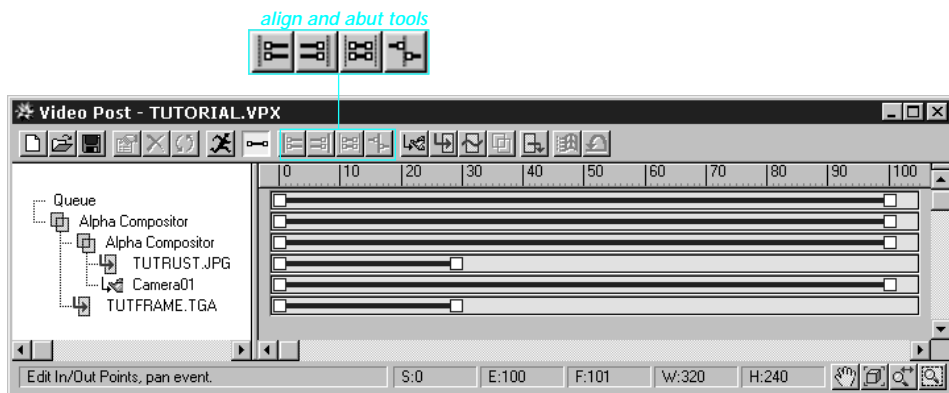 align and abut tools
Video Post - TUTORIAL.VPX
0 10 20 30 40 50 60 70 80 90 100
Queue
Alpha Compositor
Alpha Compositor
TUTRUST.JPG
Camera01
TUTFRAME.TGA
Edit In/Out Points, pan event. S:0 E:100 F:101 W:320 H:240